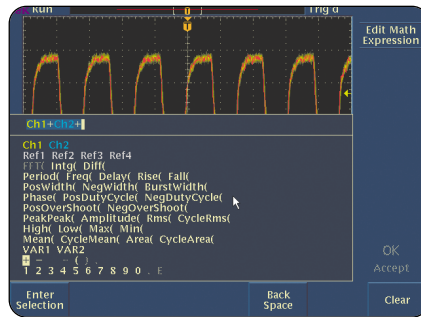 Run Trig d
Edit Math
Expression
Ch1+Ch2+
Ch1 Ch2
Ref1 Ref2 Ref3 Ref4
FFT( Intg( Diff(
Period( Freq( Delay( Rise( Fall(
PosWidth( NegWidth( BurstWidth(
Phase( PosDutyCycle( NegDutyCycle(
PosOverShoot( NegOverShoot(
PeakPeak( Amplitude( Rms( CycleRms(
High( Low( Max( Min(
Mean( CycleMean( Area( CycleArea(
VAR1 VAR2
+ - - ( ) ,
1 2 3 4 5 6 7 8 9 0 . E
OK
Accept
Enter
Selection
Back
Space
Clear